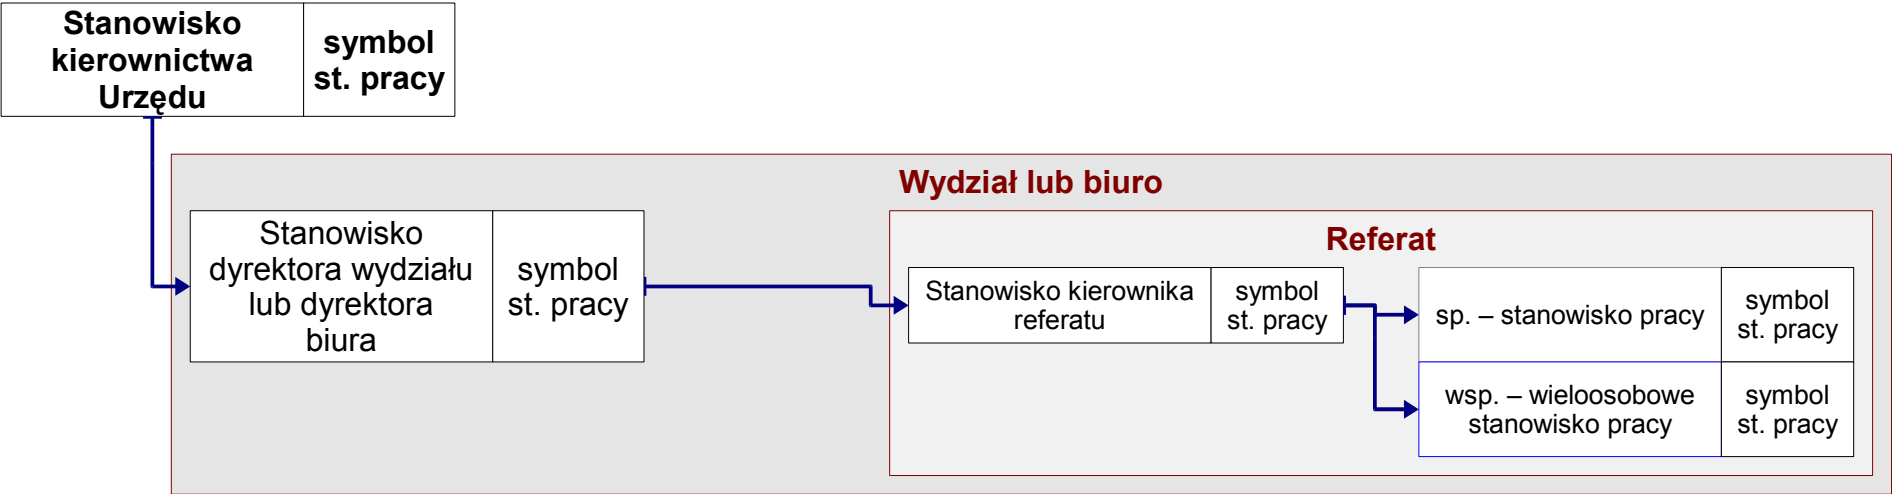 Stanowisko
kierownictwa
Urzędu
symbol
st. pracy
Wydział lub biuro
Stanowisko
dyrektora wydziału
lub dyrektora
biura
symbol
st. pracy
Referat
Stanowisko kierownika
referatu
symbol
st. pracy
sp. – stanowisko pracy
symbol
st. pracy
wsp. – wieloosobowe
stanowisko pracy
symbol
st. pracy